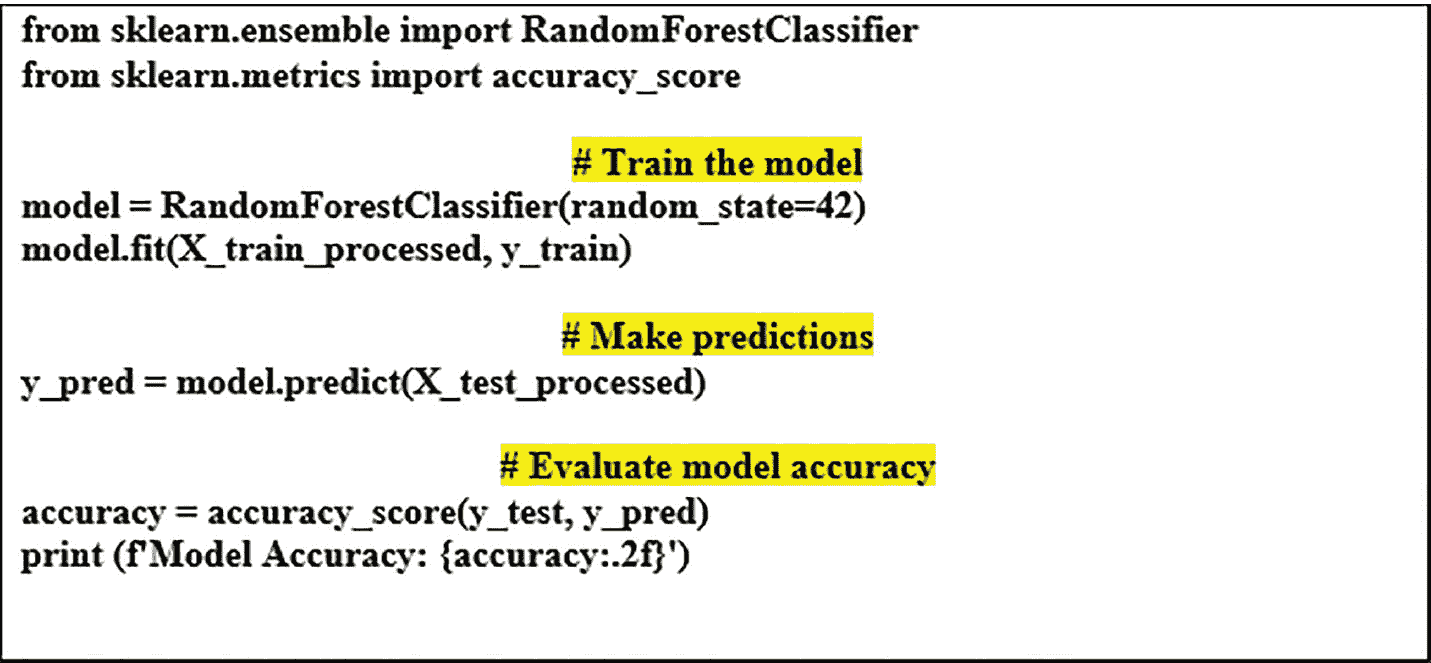 from sklearn.ensemble import RandomForestClassifier
from sklearn.metrics import accuracy_score
# Train the model
model = RandomForestClassifier(random_state=42)
model.fit(X_train_processed, y_train)
# Make predictions
y_pred = model.predict(X_test_processed)
# Evaluate model accuracy
accuracy = accuracy_score(y_test, y_pred)
print (f'Model Accuracy: {accuracy:.2f}')